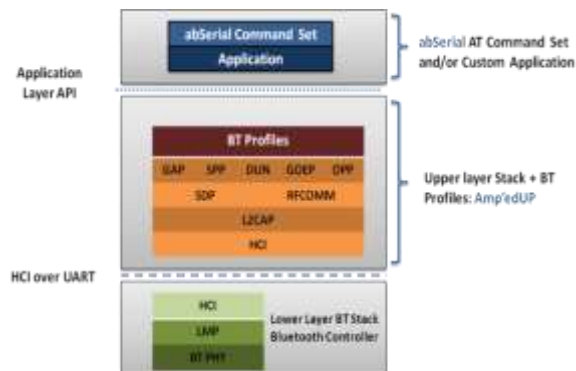 abSerial Command Set
Application
abSerial AT Command Set
and/or Custom Application
Application
Layer API
BT Profiles
GAP SPP DUN GOEP OPP
SDP RFCOMM
L2CAP
HCI
Upper layer Stack + BT
Profiles: Amp'edUP
HCI over UART
HCI
LMP
BT PHY
Lower Layer BT Stack
Bluetooth Controller